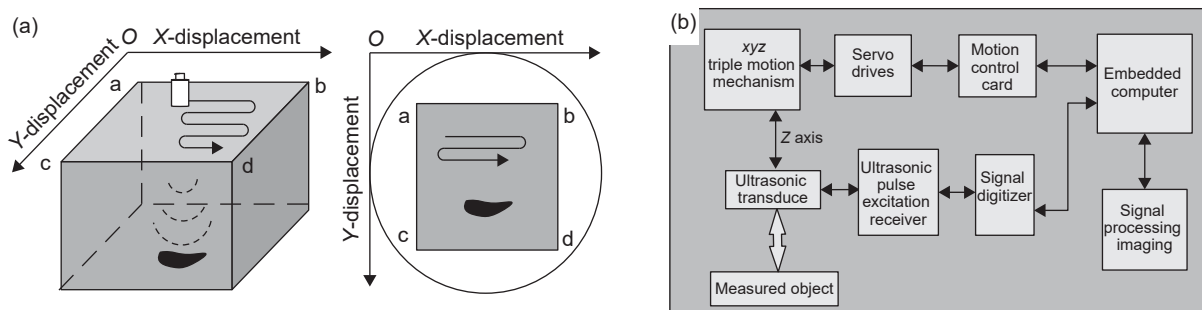 (a)
O
X-displacement
Y-displacement
a
b
c
d
O
X-displacement
Y-displacement
a
b
c
d
(b)
xyz
triple motion
mechanism
Servo
drives
Motion
control
card
Embedded
computer
Z axis
Ultrasonic
transduce
Ultrasonic
pulse
excitation
receiver
Signal
digitizer
Signal
processing
imaging
Measured object